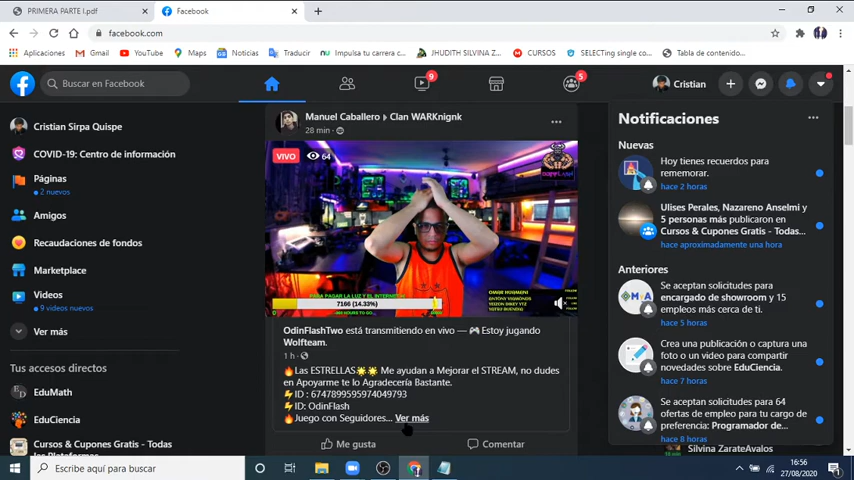 PRIMERA PARTE I.pdf
Facebook
facebook.com
Aplicaciones
Gmail
YouTube
Maps
Noticias
Traducir
Impulsa tu carrera c...
JHUDITH SILVINA Z...
CURSOS
SELECTing single co...
Tabla de contenido...
Buscar en Facebook
9
5
Cristian
Cristian Sirpa Quispe
COVID-19: Centro de información
Páginas
2 nuevos
Amigos
Recaudaciones de fondos
Marketplace
Videos
9 videos nuevos
Ver más
Tus accesos directos
EduMath
EduCiencia
Cursos & Cupones Gratis - Todas
Manuel Caballero ▸ Clan WARKnignk
28 min ·
VIVO
64
PARA PAGAR LA LUZ Y EL INTERNET
7166 (14.33%)
OdinFlashTwo está transmitiendo en vivo — 🎮 Estoy jugando
Wolfteam.
1 h ·
🔥Las ESTRELLAS🌟🌟 Me ayudan a Mejorar el STREAM, no dudes
en Apoyarme te lo Agradecería Bastante.
⚡ID : 6747899595974049793
⚡ID: OdinFlash
🔥Juego con Seguidores... Ver más
Me gusta
Comentar
Notificaciones
Nuevas
Hoy tienes recuerdos para
rememorar.
hace 2 horas
Ulises Perales, Nazareno Anselmi y
5 personas más publicaron en
Cursos & Cupones Gratis - Todas...
hace aproximadamente una hora
Anteriores
Se aceptan solicitudes para
encargado de showroom y 15
empleos más cerca de ti.
hace 5 horas
Crea una publicación o captura una
foto o un video para compartir
novedades sobre EduCiencia.
hace 7 horas
Se aceptan solicitudes para 64
ofertas de empleo para tu cargo de
preferencia: Programador de...
hace 8 horas
Silvina ZarateAvalos
Escribe aquí para buscar
16:56
27/08/2020